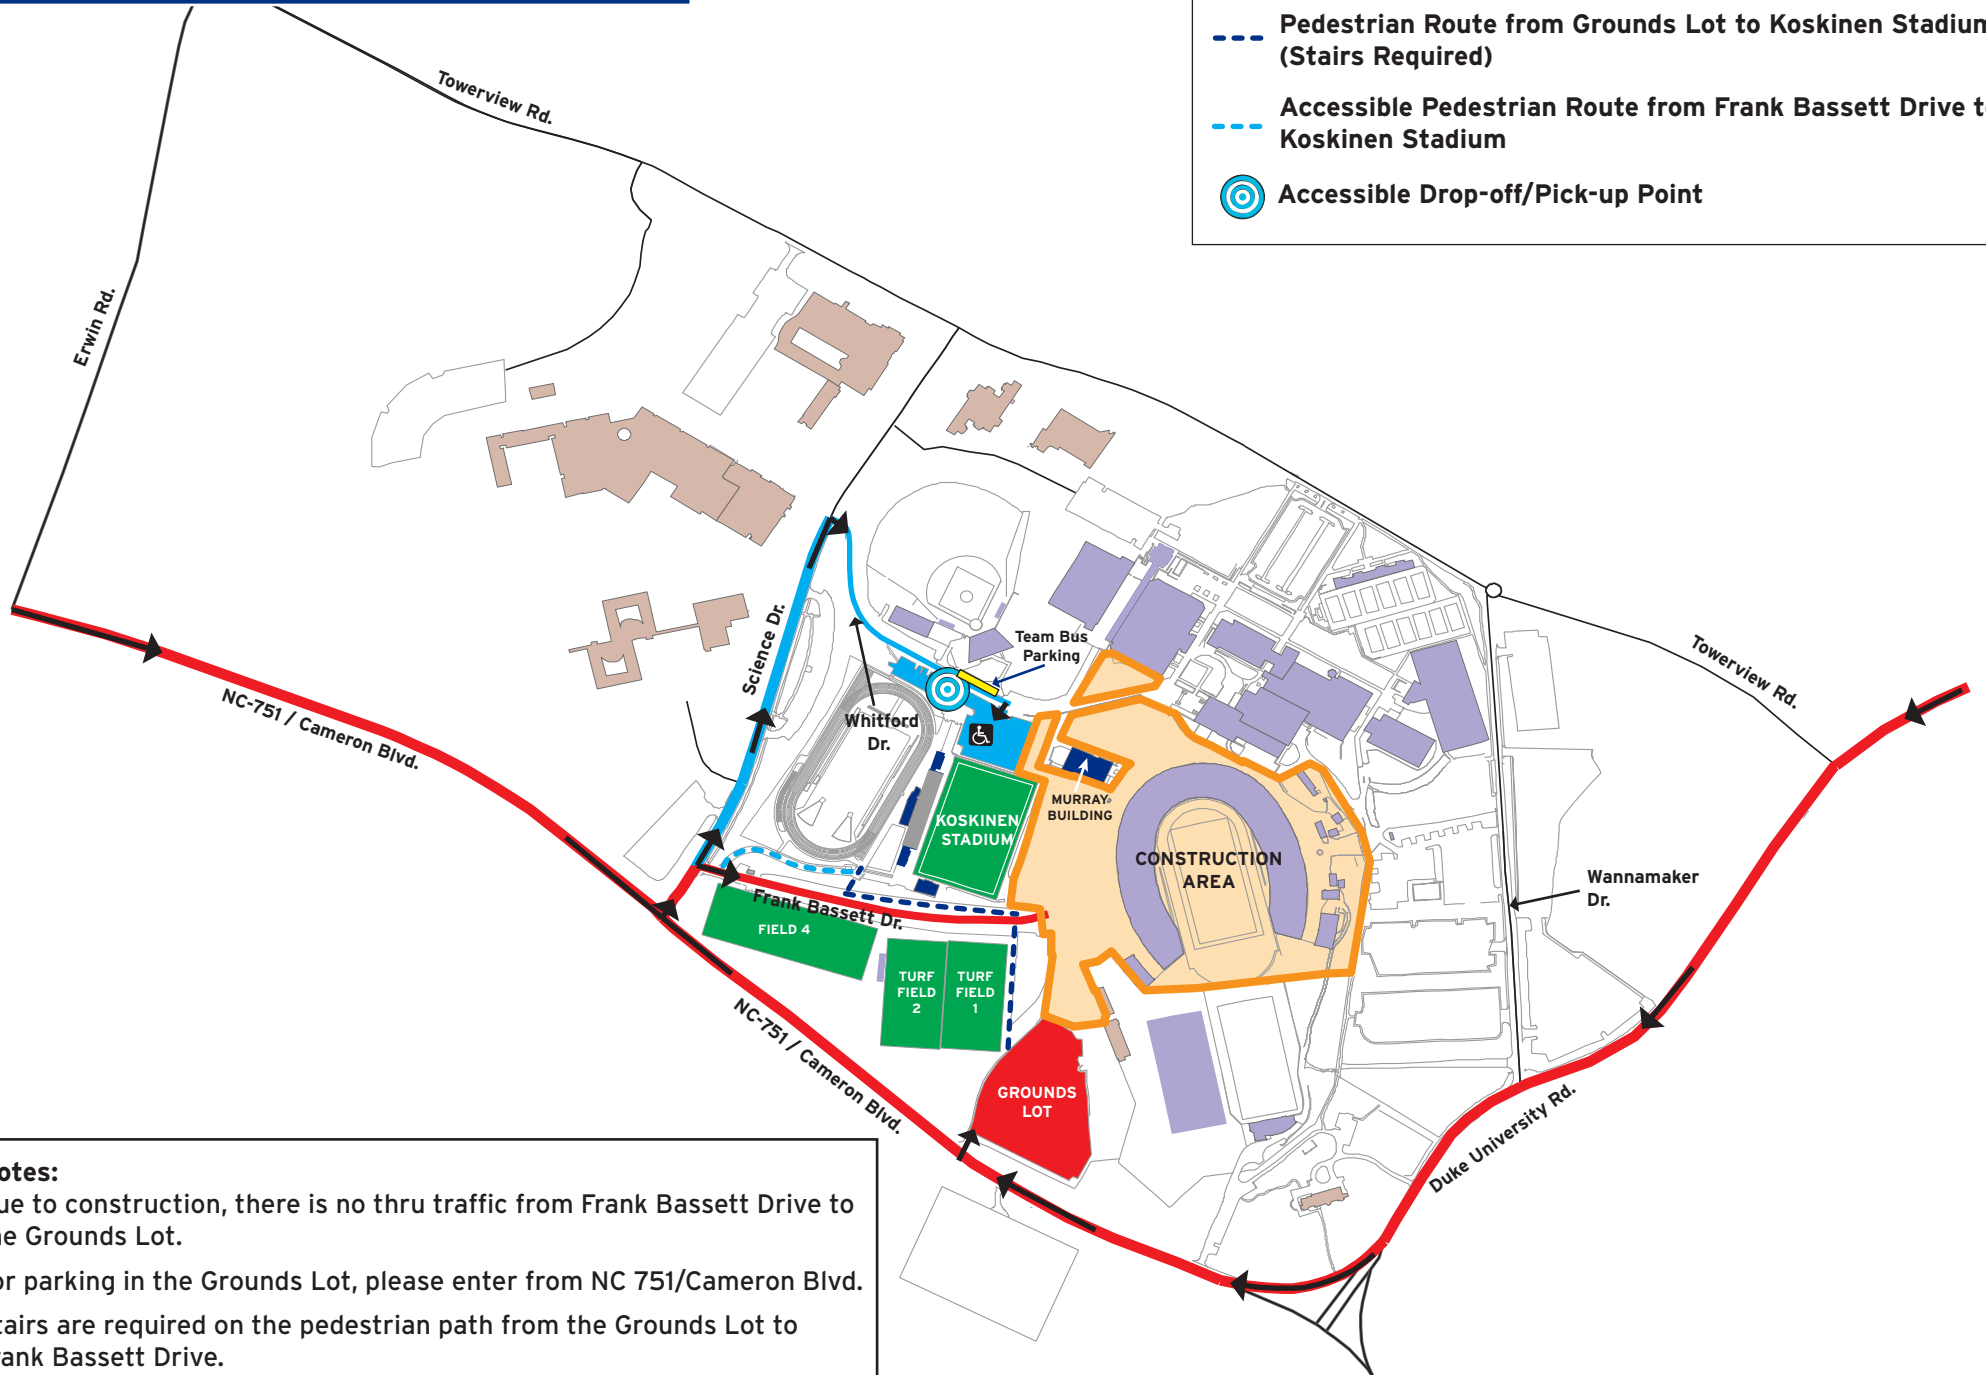 Pedestrian Route from Grounds Lot to Koskinen Stadium
(Stairs Required)
Accessible Pedestrian Route from Frank Bassett Drive
Koskinen Stadium
Accessible Drop-off/Pick-up Point
Towerview Rd.
Erwin Rd.
NC-751 / Cameron Blvd.
Science Dr.
Whitford
Dr.
Team Bus
Parking
MURRAY
BUILDING
KOSKINEN
STADIUM
CONSTRUCTION
AREA
Towerview Rd.
Wannamaker
Dr.
Frank Bassett Dr.
FIELD 4
TURF
FIELD
2
TURF
FIELD
1
NC-751 / Cameron Blvd.
GROUNDS
LOT
Duke University Rd.
otes:
ue to construction, there is no thru traffic from Frank Bassett Drive to
e Grounds Lot.
or parking in the Grounds Lot, please enter from NC 751/Cameron Blvd.
tairs are required on the pedestrian path from the Grounds Lot to
rank Bassett Drive.